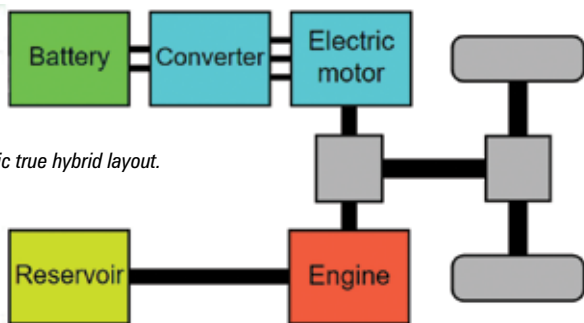 Battery
Converter
Electric
motor
ic true hybrid layout.
Reservoir
Engine